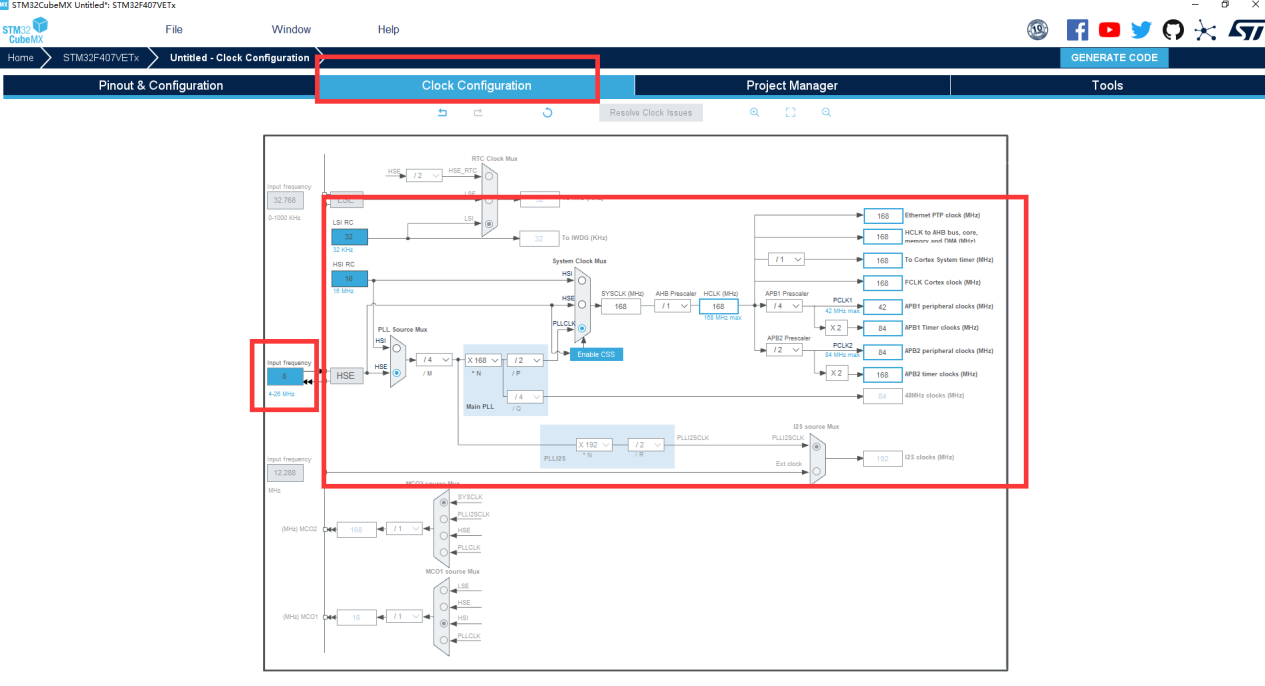 STM32CubeMX Untitled*: STM32F407VETx
STM32 CubeMX
File
Window
Help
Home
STM32F407VETx
Untitled - Clock Configuration
GENERATE CODE
Pinout & Configuration
Clock Configuration
Project Manager
Tools
Resolve Clock Issues
RTC Clock Mux
HSE
/ 2
HSE_RTC
Input frequency
32.768
0-1000 KHz
LSE
LSI RC
32
32 KHz
LSI
32
To IWDG (KHz)
HSI RC
16
16 MHz
System Clock Mux
HSI
HSE
PLLCLK
SYSCLK (MHz)
168
AHB Prescaler
/ 1
HCLK (MHz)
168
168 MHz max
Enable CSS
168
Ethernet PTP clock (MHz)
168
HCLK to AHB bus, core,
memory and DMA (MHz)
/ 1
168
To Cortex System timer (MHz)
168
FCLK Cortex clock (MHz)
APB1 Prescaler
/ 4
PCLK1
42 MHz max
42
APB1 peripheral clocks (MHz)
X 2
84
APB1 Timer clocks (MHz)
APB2 Prescaler
/ 2
PCLK2
84 MHz max
84
APB2 peripheral clocks (MHz)
X 2
168
APB2 timer clocks (MHz)
84
48MHz clocks (MHz)
PLL Source Mux
HSI
HSE
Input frequency
8
4-26 MHz
HSE
/ 4
/ M
X 168
* N
/ 2
/ P
/ 4
/ Q
Main PLL
X 192
* N
/ 2
/ R
PLLI2S
PLLI2SCLK
I2S source Mux
PLLI2SCLK
Ext.clock
192
I2S clocks (MHz)
Input frequency
12.288
MHz
MCO2 source Mux
SYSCLK
PLLI2SCLK
HSE
PLLCLK
(MHz) MCO2
168
/ 1
MCO1 source Mux
LSE
HSE
HSI
PLLCLK
(MHz) MCO1
16
/ 1